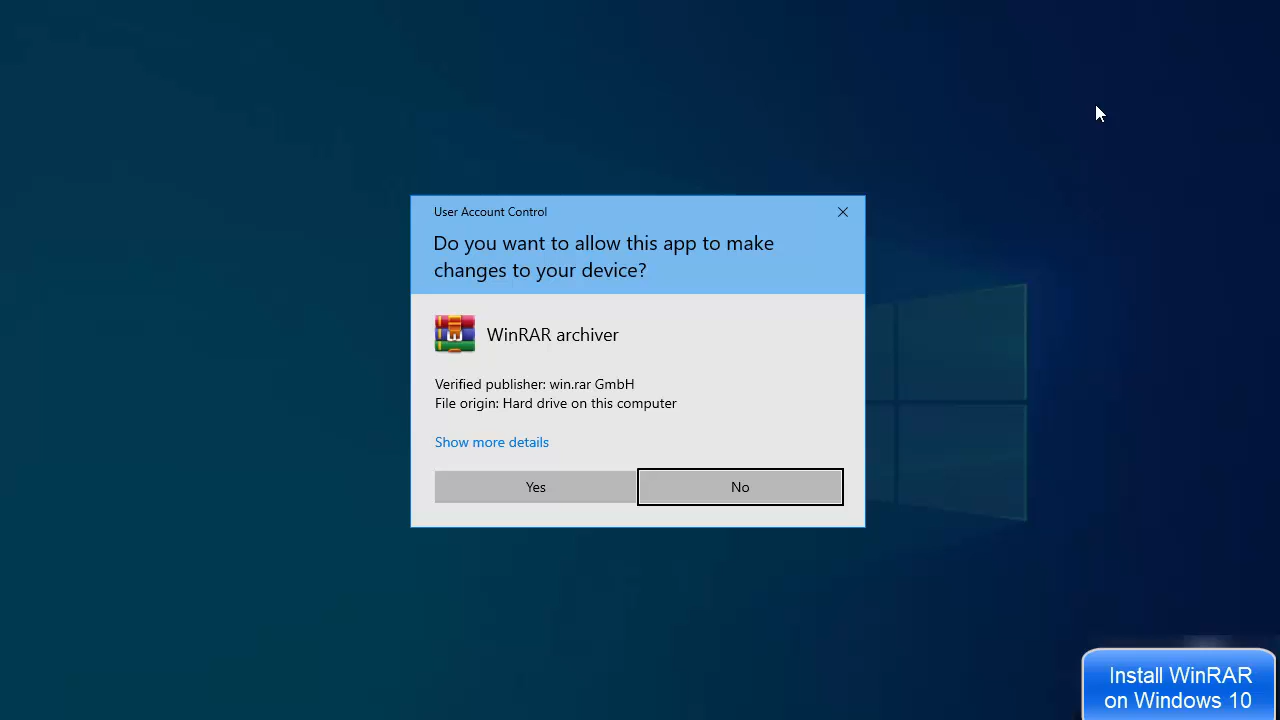 User Account Control
Do you want to allow this app to make
changes to your device?
WinRAR archiver
Verified publisher: win.rar GmbH
File origin: Hard drive on this computer
Show more details
Yes
No
Install WinRAR
on Windows 10